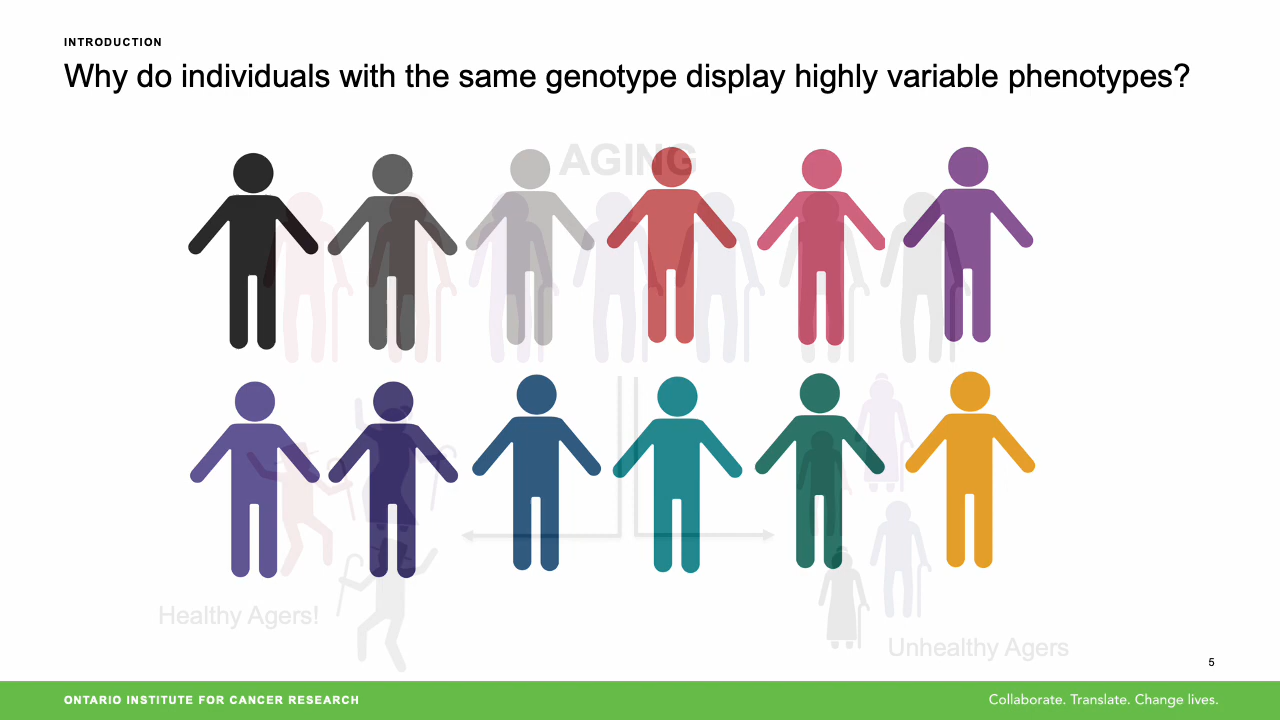 INTRODUCTION
Why do individuals with the same genotype display highly variable phenotypes?
AGING
Healthy Agers!
Unhealthy Agers
5
ONTARIO INSTITUTE FOR CANCER RESEARCH
Collaborate. Translate. Change lives.